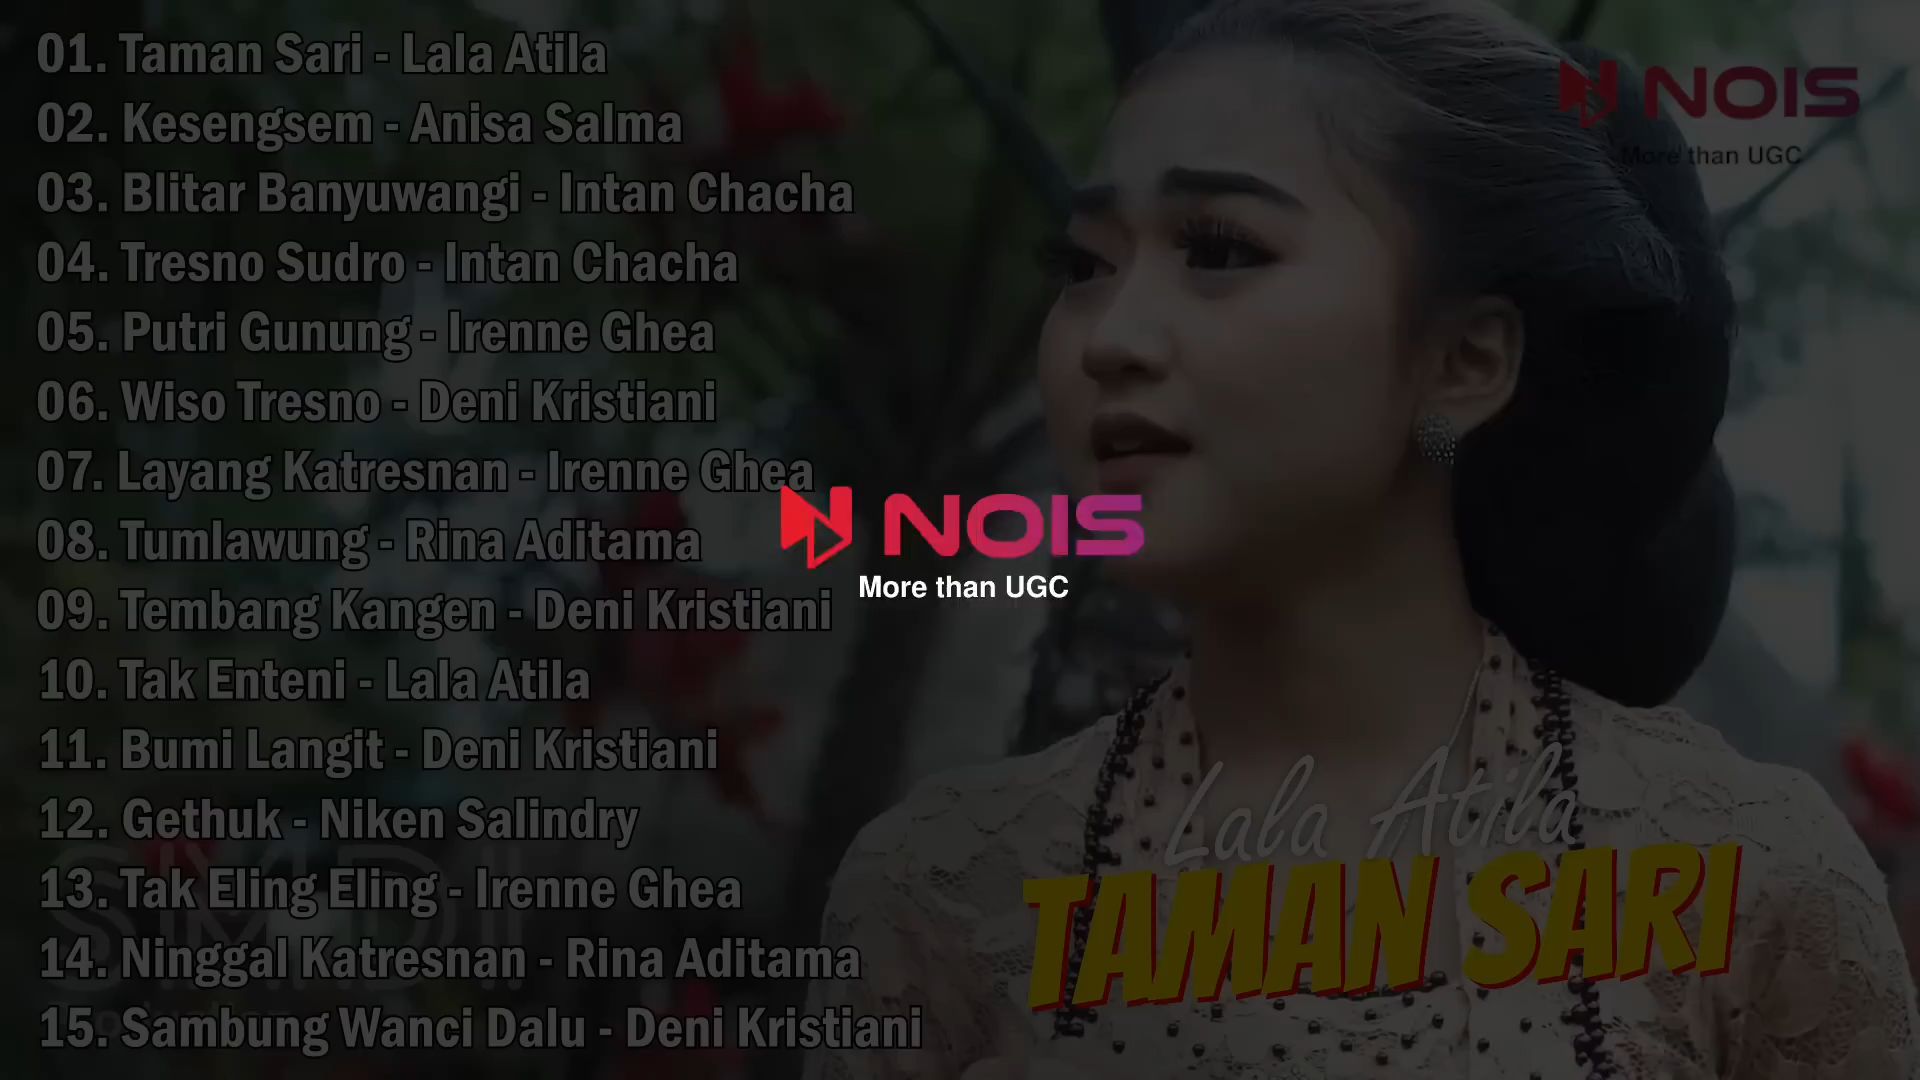 01. Taman Sari - Lala Atila
02. Kesengsem - Anisa Salma
03. Blitar Banyuwangi - Intan Chacha
04. Tresno Sudro - Intan Chacha
05. Putri Gunung - Irenne Ghea
06. Wiso Tresno - Deni Kristiani
07. Layang Katresnan - Irenne Ghea
08. Tumlawung - Rina Aditama
09. Tembang Kangen - Deni Kristiani
10. Tak Enteni - Lala Atila
11. Bumi Langit - Deni Kristiani
12. Gethuk - Niken Salindry
13. Tak Eling Eling - Irenne Ghea
14. Ninggal Katresnan - Rina Aditama
15. Sambung Wanci Dalu - Deni Kristiani
NOIS
More than UGC
NOIS
More than UGC
Lala Atila
TAMAN SARI